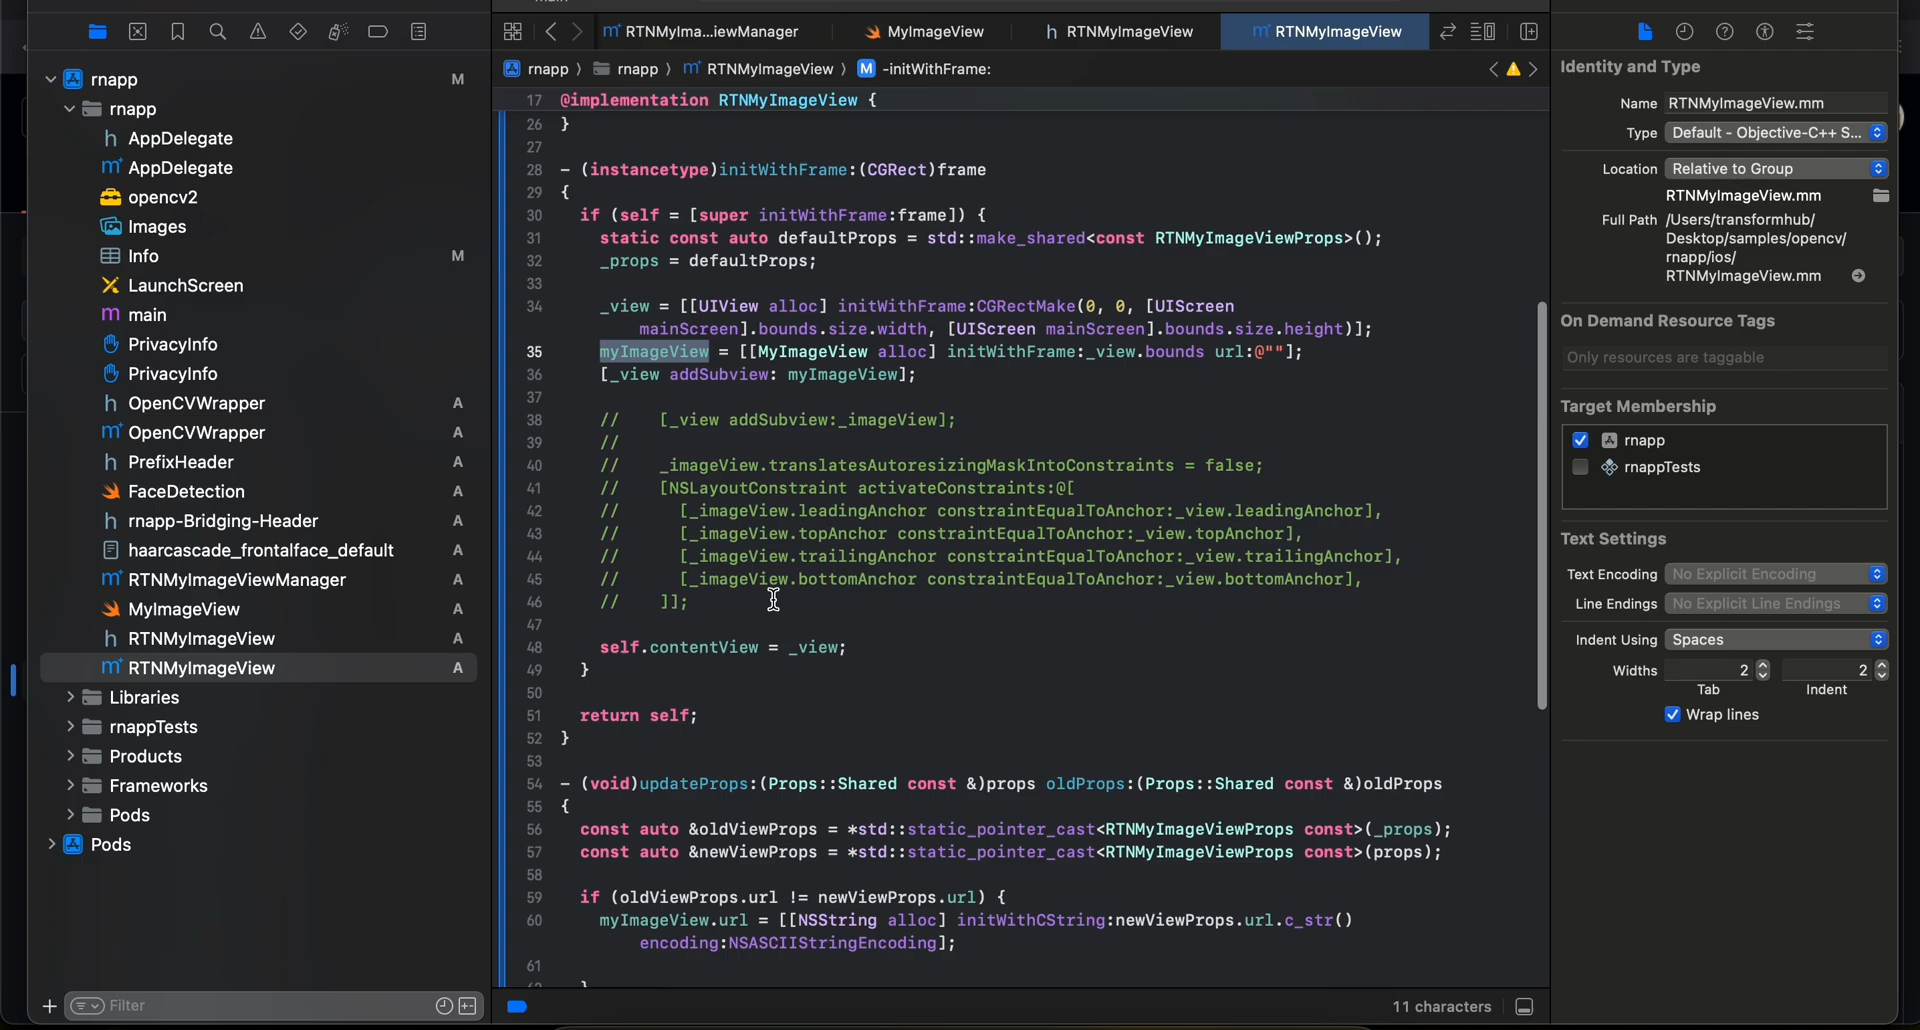 RTNMyIma...iewManager
MyImageView
RTNMyImageView
RTNMyImageView
rnapp
M
rnapp
AppDelegate
AppDelegate
opencv2
Images
Info
M
LaunchScreen
main
PrivacyInfo
PrivacyInfo
OpenCVWrapper
A
OpenCVWrapper
A
PrefixHeader
A
FaceDetection
A
rnapp-Bridging-Header
A
haarcascade_frontalface_default
A
RTNMyImageViewManager
A
MyImageView
A
RTNMyImageView
A
RTNMyImageView
A
Libraries
rnappTests
Products
Frameworks
Pods
Pods
Filter
rnapp 〉 rnapp 〉 RTNMyImageView 〉 M -initWithFrame:
17 @implementation RTNMyImageView {
26 }
27
28 - (instancetype)initWithFrame:(CGRect)frame
29 {
30 if (self = [super initWithFrame:frame]) {
31 static const auto defaultProps = std::make_shared<const RTNMyImageViewProps>();
32 _props = defaultProps;
33
34 _view = [[UIView alloc] initWithFrame:CGRectMake(0, 0, [UIScreen
mainScreen].bounds.size.width, [UIScreen mainScreen].bounds.size.height)];
35 myImageView = [[MyImageView alloc] initWithFrame:_view.bounds url:@""];
36 [_view addSubview: myImageView];
37
38 // [_view addSubview:_imageView];
39 //
40 // _imageView.translatesAutoresizingMaskIntoConstraints = false;
41 // [NSLayoutConstraint activateConstraints:@[
42 // [_imageView.leadingAnchor constraintEqualToAnchor:_view.leadingAnchor],
43 // [_imageView.topAnchor constraintEqualToAnchor:_view.topAnchor],
44 // [_imageView.trailingAnchor constraintEqualToAnchor:_view.trailingAnchor],
45 // [_imageView.bottomAnchor constraintEqualToAnchor:_view.bottomAnchor],
46 // ]];
47
48 self.contentView = _view;
49 }
50
51 return self;
52 }
53
54 - (void)updateProps:(Props::Shared const &)props oldProps:(Props::Shared const &)oldProps
55 {
56 const auto &oldViewProps = *std::static_pointer_cast<RTNMyImageViewProps const>(_props);
57 const auto &newViewProps = *std::static_pointer_cast<RTNMyImageViewProps const>(props);
58
59 if (oldViewProps.url != newViewProps.url) {
60 myImageView.url = [[NSString alloc] initWithCString:newViewProps.url.c_str()
encoding:NSASCIIStringEncoding];
61
11 characters
Identity and Type
Name RTNMyImageView.mm
Type Default - Objective-C++ S...
Location Relative to Group
RTNMyImageView.mm
Full Path /Users/transformhub/
Desktop/samples/opencv/
rnapp/ios/
RTNMyImageView.mm
On Demand Resource Tags
Only resources are taggable
Target Membership
rnapp
rnappTests
Text Settings
Text Encoding No Explicit Encoding
Line Endings No Explicit Line Endings
Indent Using Spaces
Widths 2 2
Tab Indent
Wrap lines